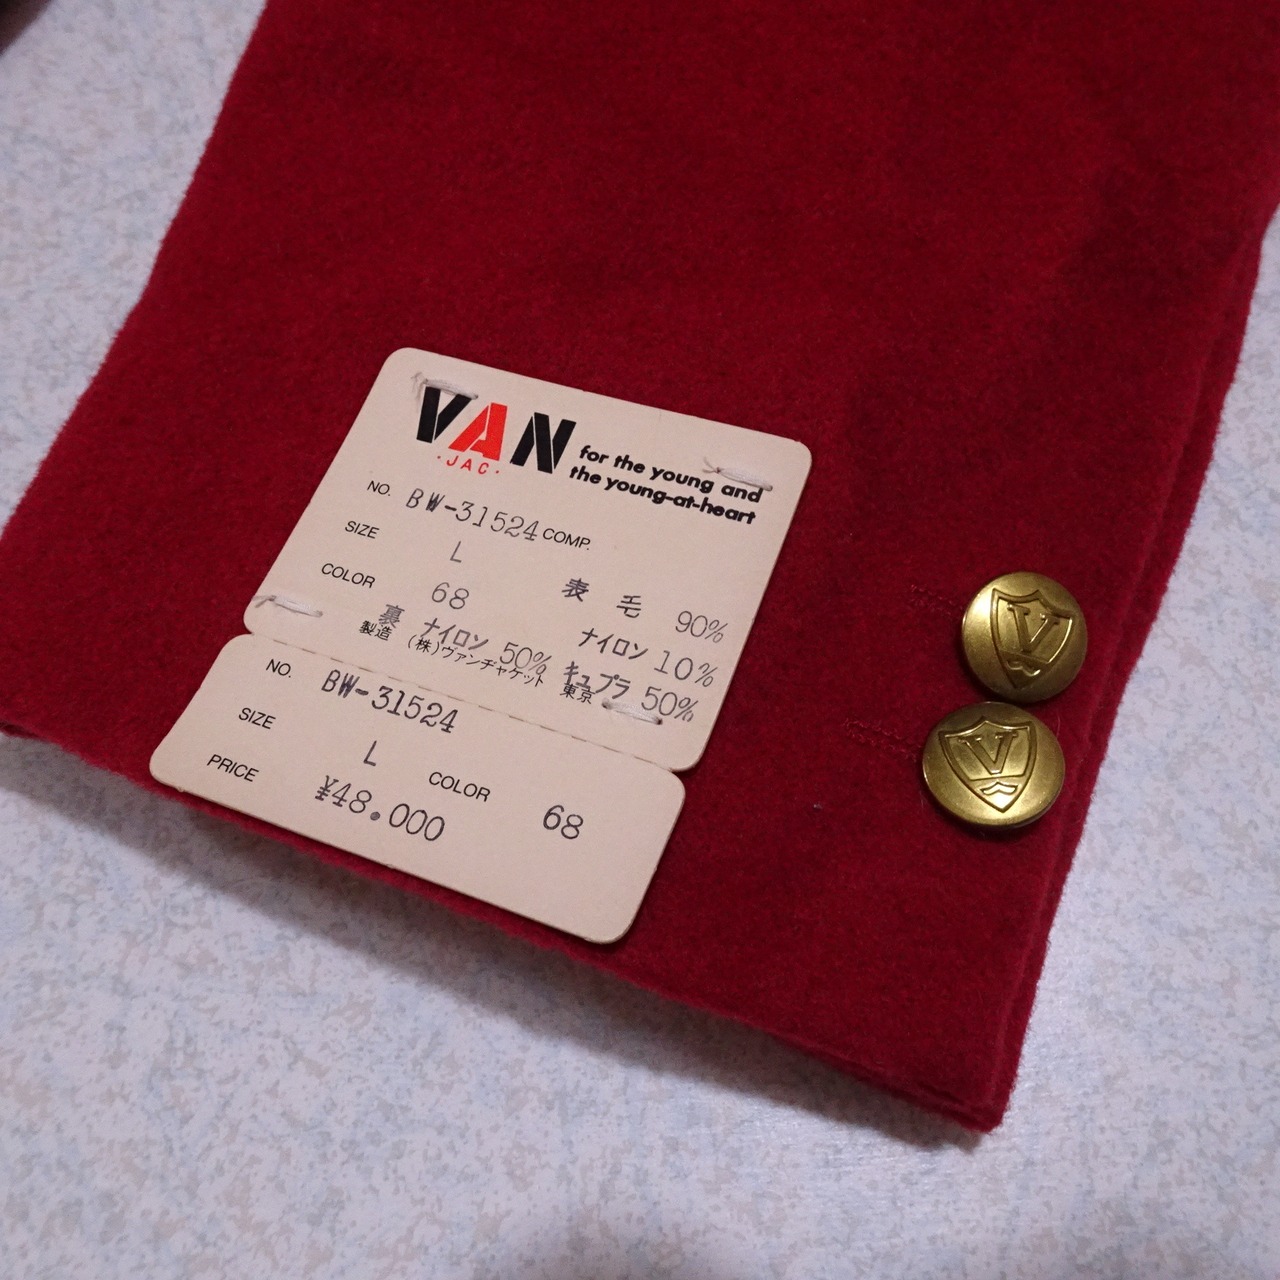 VAN
·JAC·
for the young and
the young-at-heart
NO. BW-31524 COMP.
SIZE L
COLOR 68
表 毛 90%
ナイロン 10%
裏 ナイロン 50% キュプラ 50%
製造 (株)ヴァンヂャケット 東京
NO. BW-31524
SIZE L COLOR 68
PRICE ¥48.000
V
V